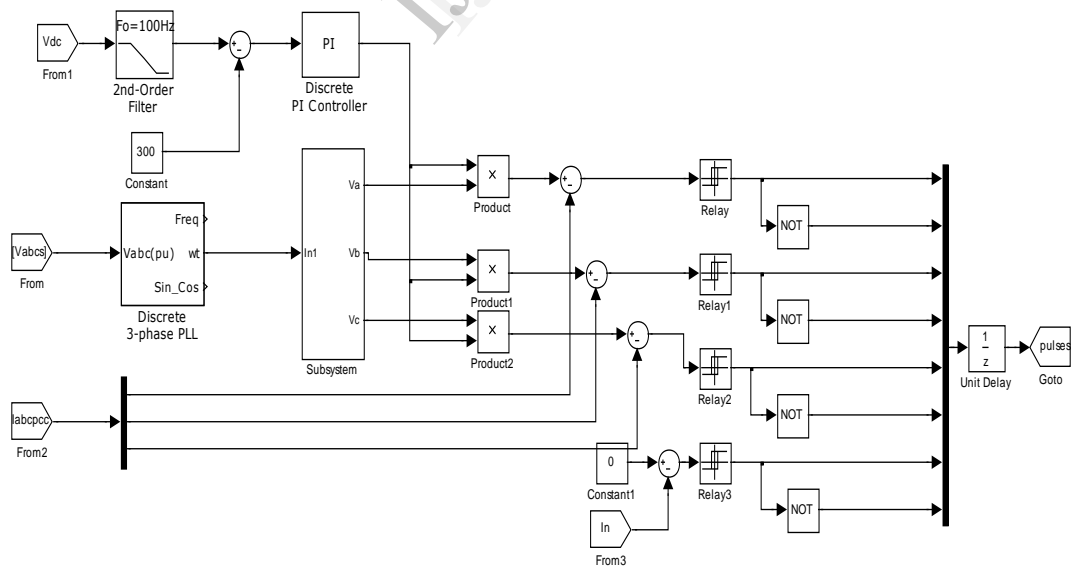 Vdc
From1
Fo=100Hz
2nd-Order
Filter
+
-
PI
Discrete
PI Controller
300
Constant
[Vabcs]
From
Vabc(pu)
Freq
wt
Sin_Cos
Discrete
3-phase PLL
In1
Va
Vb
Vc
Subsystem
x
Product
x
Product1
x
Product2
+
-
+
-
+
-
Relay
NOT
Relay1
NOT
Relay2
NOT
Iabcpcc
From2
0
Constant1
+
-
In
From3
Relay3
NOT
1
z
Unit Delay
pulses
Goto